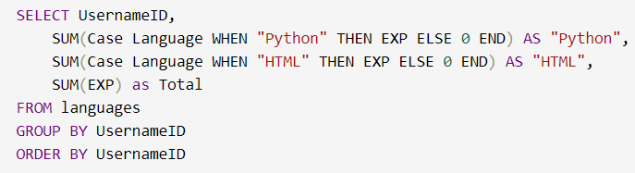 SELECT UsernameID,
SUM(Case Language WHEN "Python" THEN EXP ELSE 0 END) AS "Python",
SUM(Case Language WHEN "HTML" THEN EXP ELSE 0 END) AS "HTML",
SUM(EXP) as Total
FROM languages
GROUP BY UsernameID
ORDER BY UsernameID